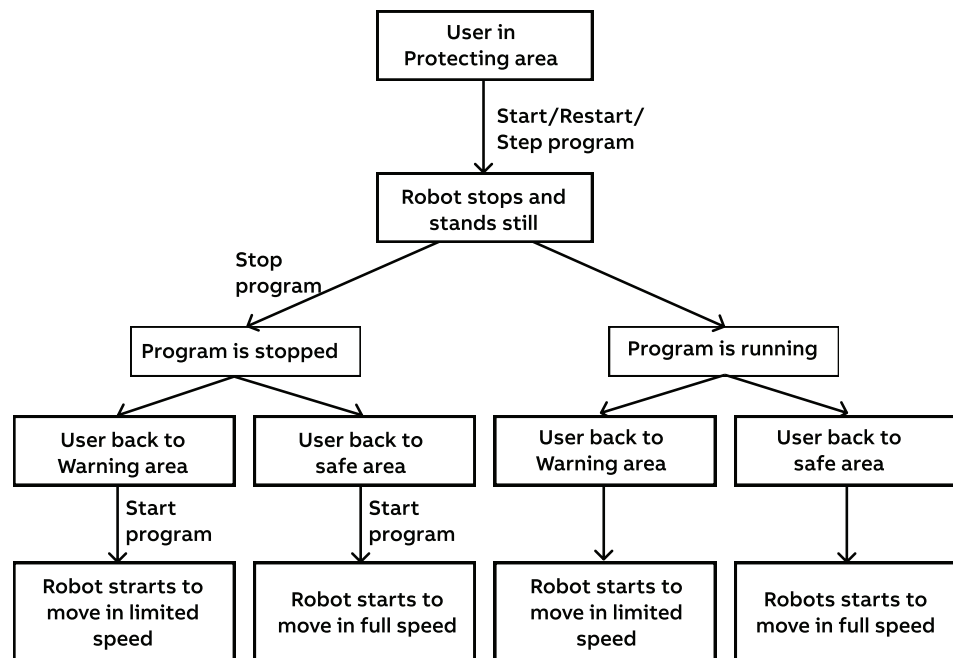 User in
Protecting area
Start/Restart/
Step program
Robot stops and
stands still
Stop
program
Program is stopped
Program is running
User back to
Warning area
User back to
safe area
User back to
Warning area
User back to
safe area
Start
program
Start
program
Robot strarts to
move in limited
speed
Robot starts to
move in full speed
Robot starts to
move in limited
speed
Robots starts to
move in full speed